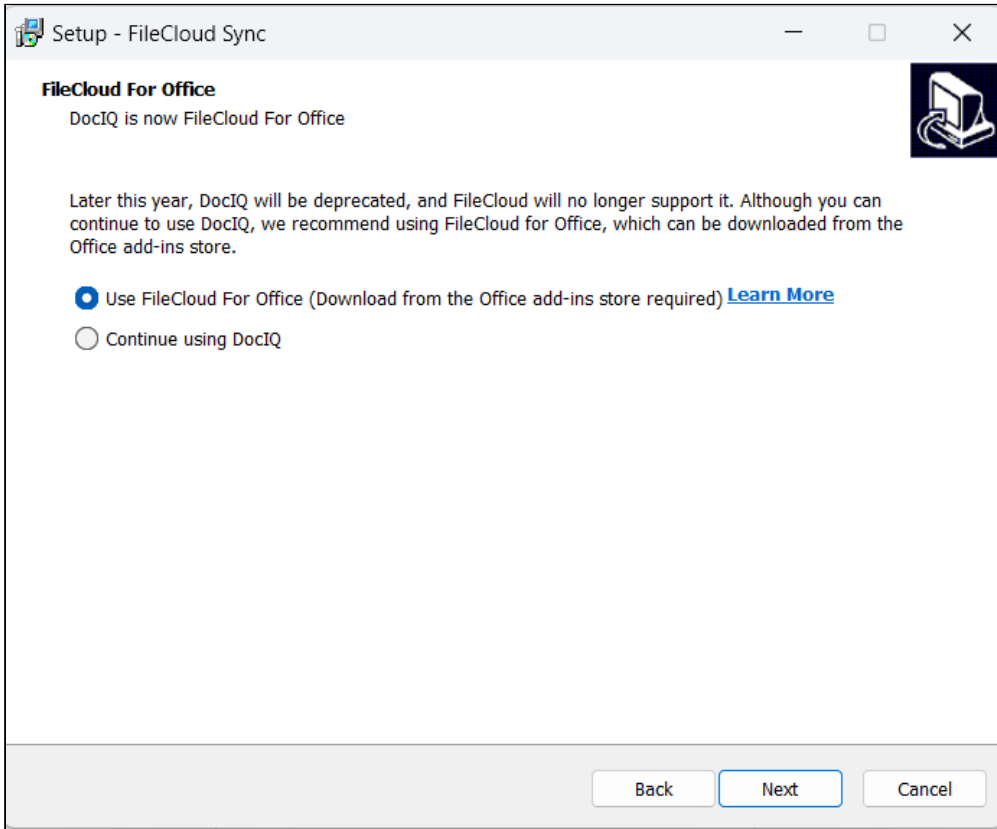 Setup - FileCloud Sync
FileCloud For Office
DocIQ is now FileCloud For Office
Later this year, DocIQ will be deprecated, and FileCloud will no longer support it. Although you can
continue to use DocIQ, we recommend using FileCloud for Office, which can be downloaded from the
Office add-ins store.
Use FileCloud For Office (Download from the Office add-ins store required) Learn More
Continue using DocIQ
Back Next Cancel